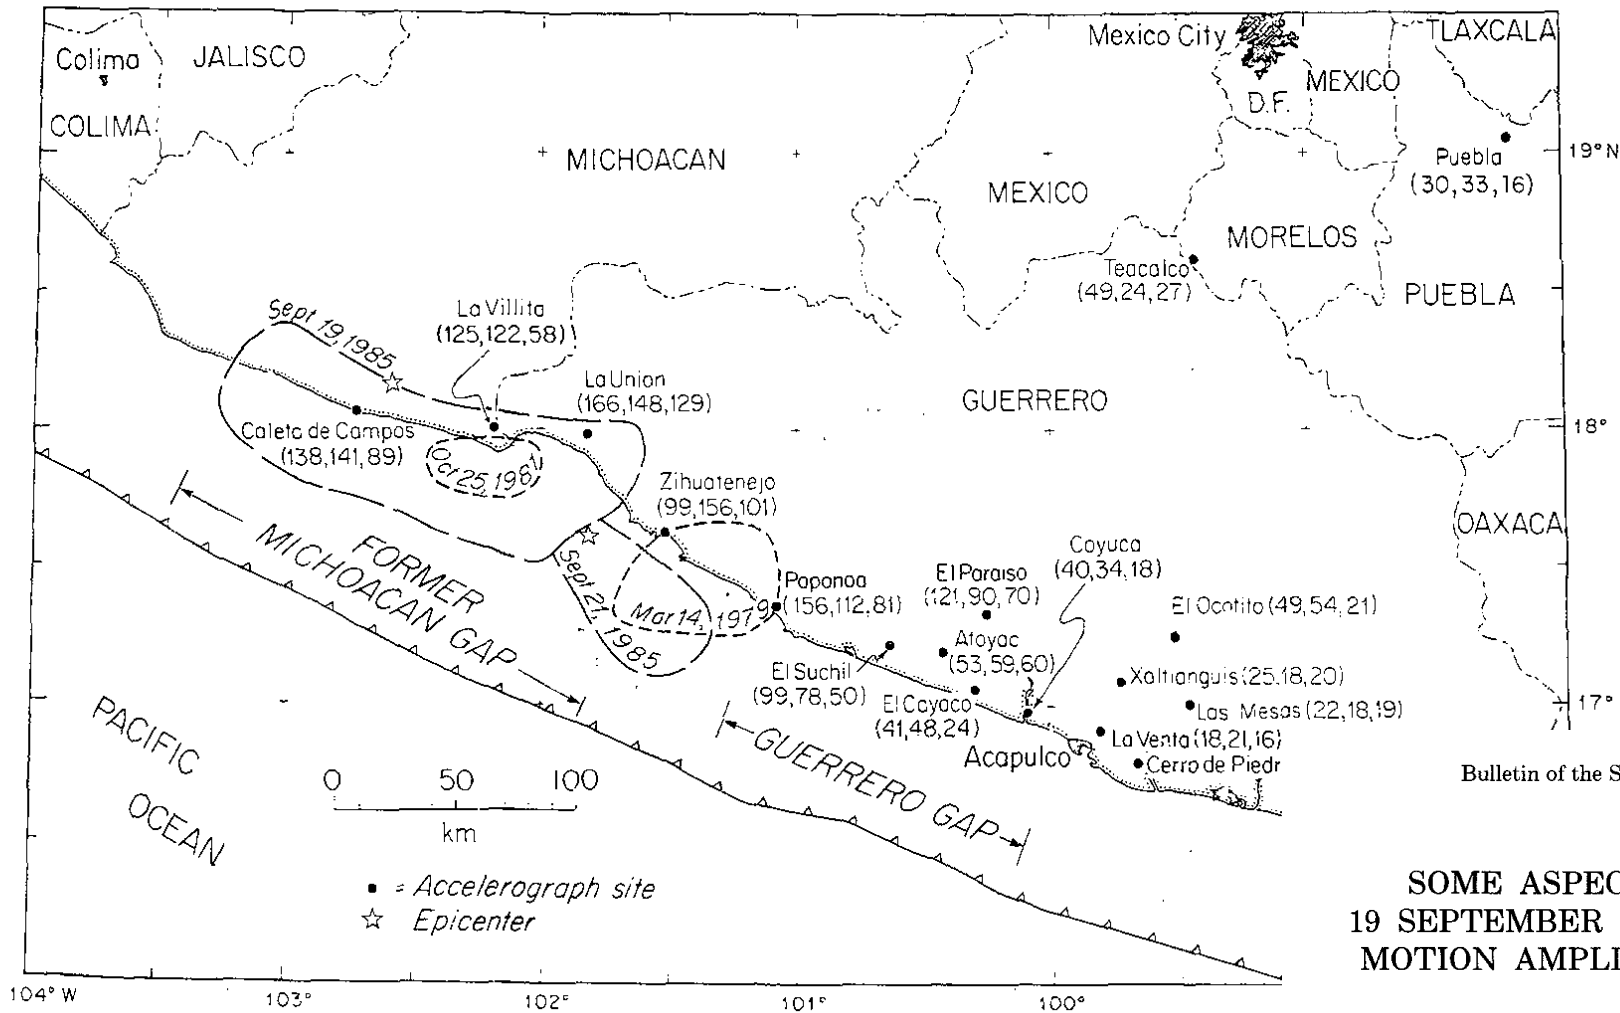 Mexico City
TLAXCALA
Colima
JALISCO
MEXICO
D.F.
COLIMA
MICHOACAN
19°N
Puebla
(30,33,16)
MEXICO
MORELOS
Teacalco
(49,24,27)
PUEBLA
Sept 19, 1985
La Villita
(125,122,58)
La Union
(166,148,129)
GUERRERO
18°
Caleta de Campos
(138,141,89)
Oct 25, 1981
Zihuatenejo
(99,156,101)
OAXACA
FORMER
MICHOACAN GAP
Coyuca
(40,34,18)
El Paraiso
(121,90,70)
Papanoa
(156,112,81)
El Ocotito (49,54,21)
Mar 14, 1979
Sept 21, 1985
Atoyac
(53,59,60)
El Suchil
(99,78,50)
Xaltianguis (25,18,20)
17°
El Cayaco
(41,48,24)
Las Mesas (22,18,19)
La Venta (18,21,16)
Acapulco
Cerro de Piedr
PACIFIC
OCEAN
GUERRERO GAP
0 50 100
km
Bulletin of the S
• = Accelerograph site
☆ Epicenter
SOME ASPEC
19 SEPTEMBER
MOTION AMPLI
104°W
103°
102°
101°
100°